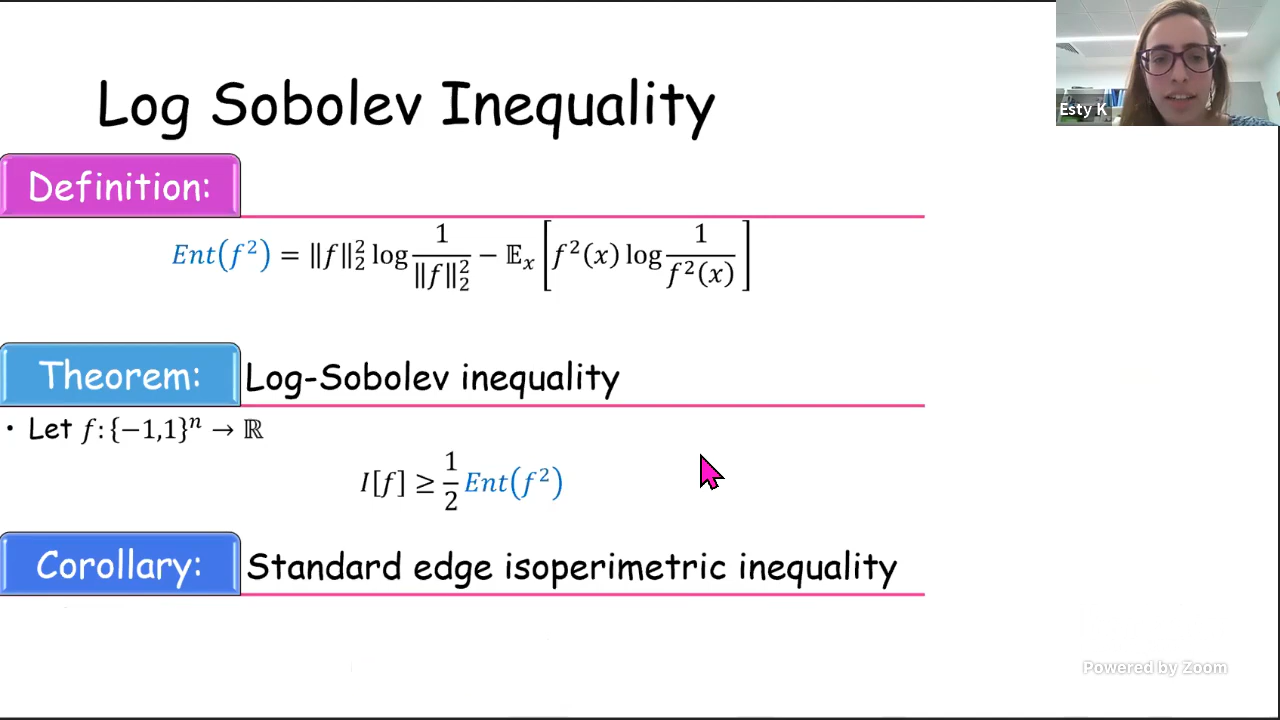 Log Sobolev Inequality
Esty K
Definition:
Ent(f²) = ‖f‖₂² log 1/‖f‖₂² − 𝔼ₓ [f²(x) log 1/f²(x)]
Theorem: Log-Sobolev inequality
• Let f: {−1,1}ⁿ → ℝ
I[f] ≥ 1/2 Ent(f²)
Corollary: Standard edge isoperimetric inequality
Powered by Zoom